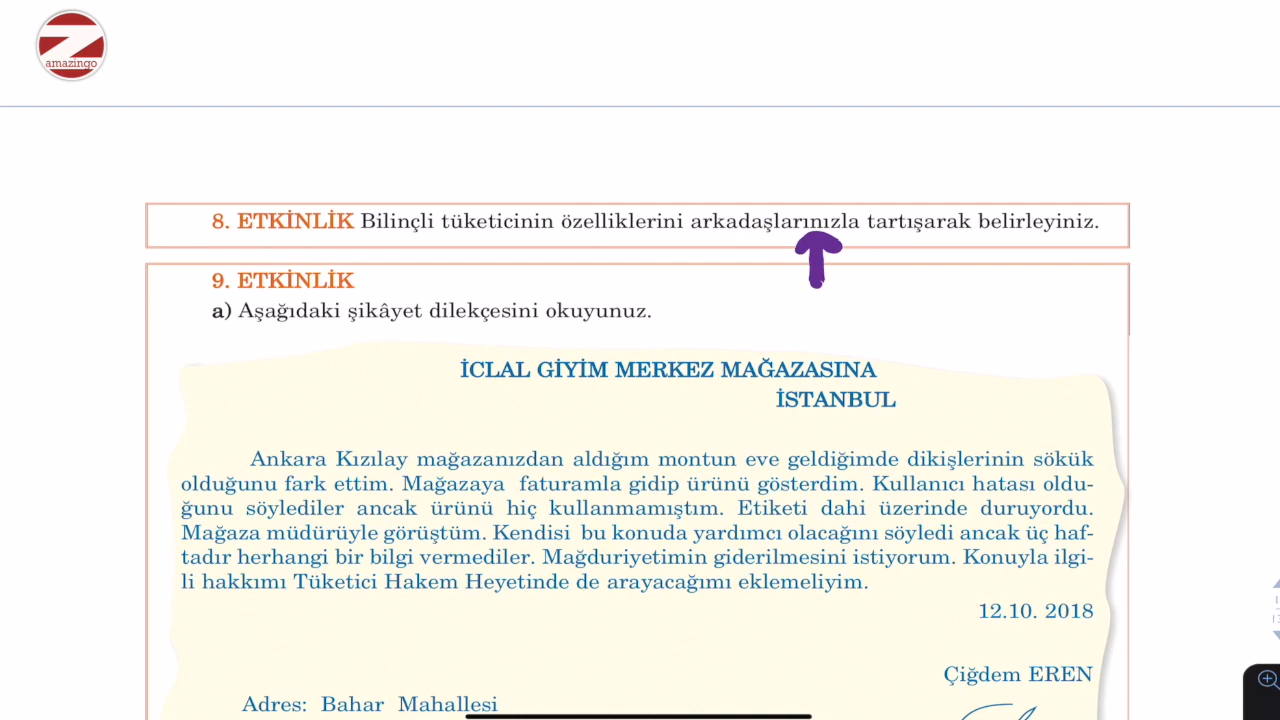 amazingo
8. ETKİNLİK Bilinçli tüketicinin özelliklerini arkadaşlarınızla tartışarak belirleyiniz.
9. ETKİNLİK
a) Aşağıdaki şikâyet dilekçesini okuyunuz.
İCLAL GİYİM MERKEZ MAĞAZASINA
İSTANBUL
Ankara Kızılay mağazanızdan aldığım montun eve geldiğimde dikişlerinin sökük
olduğunu fark ettim. Mağazaya faturamla gidip ürünü gösterdim. Kullanıcı hatası oldu-
ğunu söylediler ancak ürünü hiç kullanmamıştım. Etiketi dahi üzerinde duruyordu.
Mağaza müdürüyle görüştüm. Kendisi bu konuda yardımcı olacağını söyledi ancak üç haf-
tadır herhangi bir bilgi vermediler. Mağduriyetimin giderilmesini istiyorum. Konuyla ilgi-
li hakkımı Tüketici Hakem Heyetinde de arayacağımı eklemeliyim.
12.10. 2018
Çiğdem EREN
Adres: Bahar Mahallesi